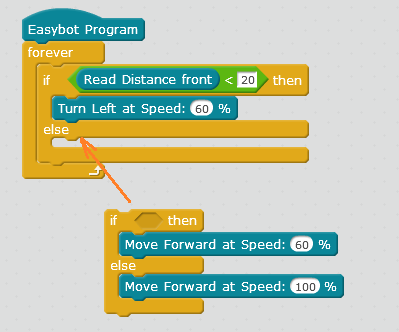 Easybot Program
forever
if Read Distance front < 20 then
Turn Left at Speed: 60 %
else
if then
Move Forward at Speed: 60 %
else
Move Forward at Speed: 100 %